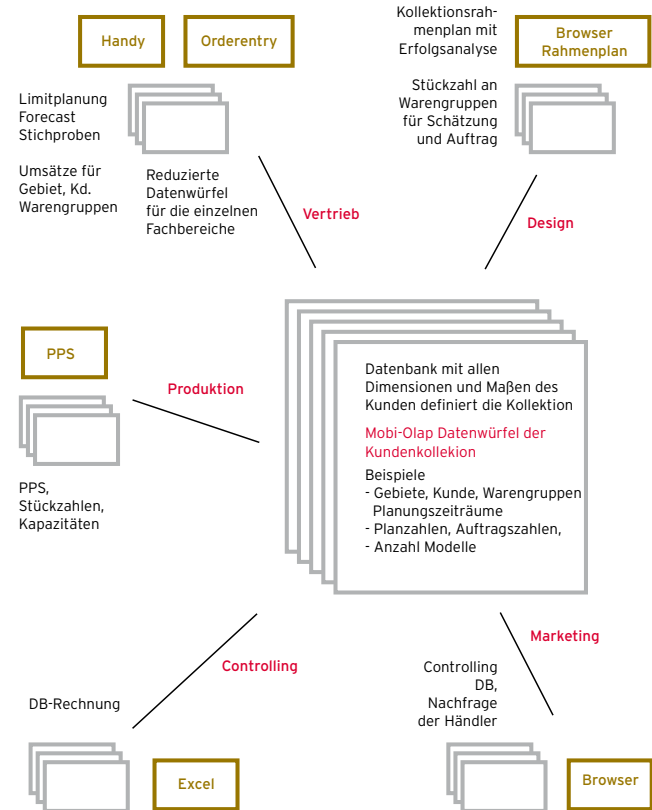 Handy
Orderentry
Limitplanung
Forecast
Stichproben
Umsätze für
Gebiet, Kd.
Warengruppen
Reduzierte
Datenwürfel
für die einzelnen
Fachbereiche
Vertrieb
Kollektionsrah-
menplan mit
Erfolgsanalyse
Browser
Rahmenplan
Stückzahl an
Warengruppen
für Schätzung
und Auftrag
Design
PPS
Produktion
PPS,
Stückzahlen,
Kapazitäten
Datenbank mit allen
Dimensionen und Maßen des
Kunden definiert die Kollektion
Mobi-Olap Datenwürfel der
Kundenkollekion
Beispiele
- Gebiete, Kunde, Warengruppen
Planungszeiträume
- Planzahlen, Auftragszahlen,
- Anzahl Modelle
Controlling
DB-Rechnung
Excel
Marketing
Controlling
DB,
Nachfrage
der Händler
Browser